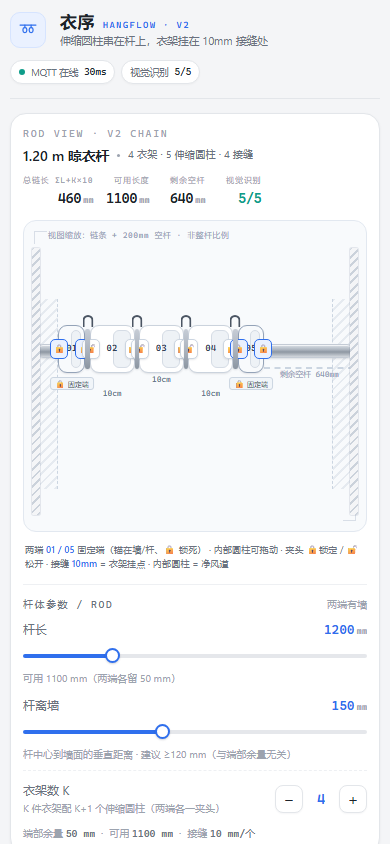 衣序 HANGFLOW · V2
伸缩圆柱串在杆上，衣架挂在 10mm 接缝处
MQTT 在线 30ms
视觉识别 5/5
ROD VIEW · V2 CHAIN
1.20 m 晾衣杆 • 4 衣架 · 5 伸缩圆柱 · 4 接缝
总链长 ΣL+K×10 可用长度 剩余空杆 视觉识别
460mm 1100mm 640mm 5/5
视图缩放: 链条 + 200mm 空杆 · 非整杆比例
01 02 03 04 05
固定端 固定端
剩余空杆 640mm
10cm 10cm 10cm
两端 01 / 05 固定端（锚在墙/杆、🔒 锁死）· 内部圆柱可拖动 · 夹头 🔒锁定 / 🔓
松开 · 接缝 10mm = 衣架挂点 · 内部圆柱 = 净风道
杆体参数 / ROD 两端有墙
杆长 1200mm
可用 1100 mm（两端各留 50 mm）
杆离墙 150mm
杆中心到墙面的垂直距离 · 建议 ≥120 mm（与端部余量无关）
衣架数 K
K 件衣架配 K+1 个伸缩圆柱（两端各一夹头）
− 4 +
端部余量 50 mm · 可用 1100 mm · 接缝 10 mm/个